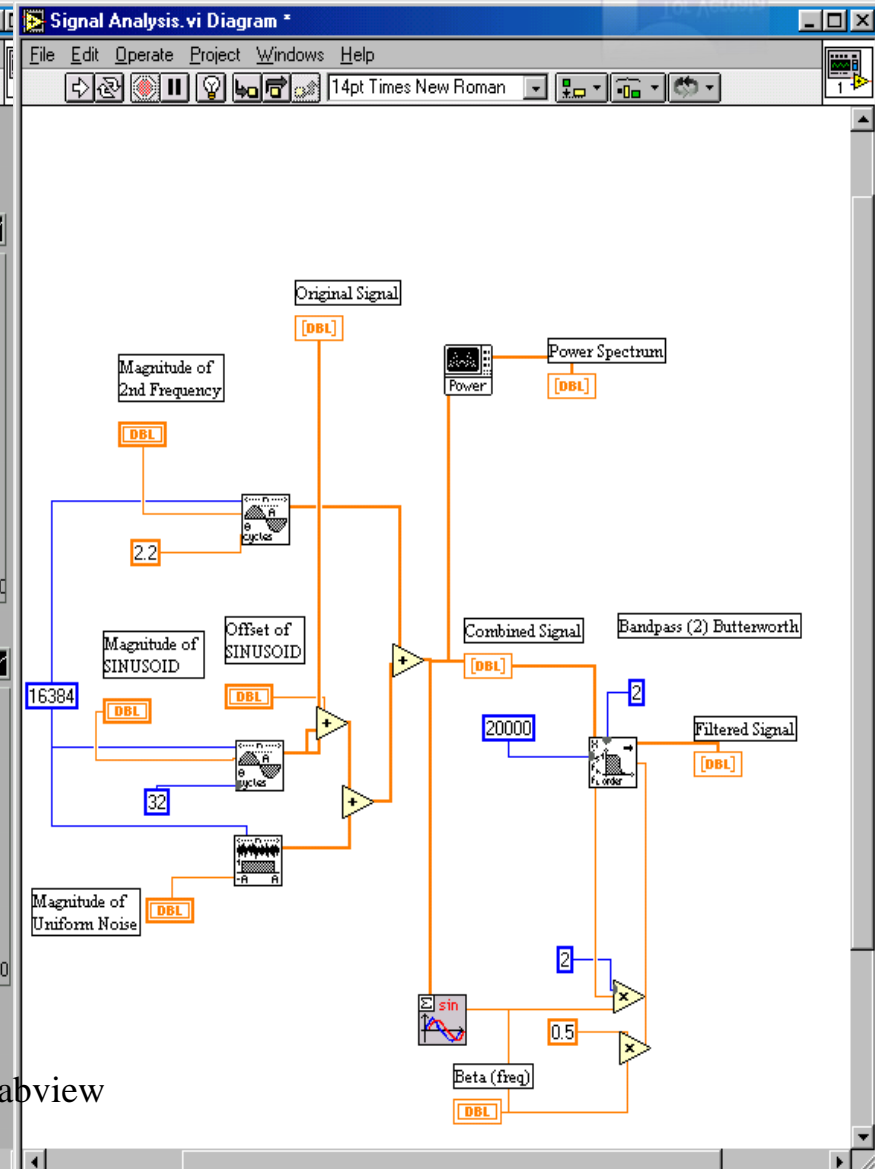 Signal Analysis.vi Diagram *
File Edit Operate Project Windows Help
14pt Times New Roman
1
Original Signal
[DBL]
Magnitude of
2nd Frequency
DBL
Power
Power Spectrum
[DBL]
n
A
θ
cycles
2.2
Magnitude of
SINUSOID
DBL
Offset of
SINUSOID
DBL
Combined Signal
[DBL]
Bandpass (2) Butterworth
16384
+
+
2
20000
Filtered Signal
[DBL]
n
A
θ
cycles
32
+
order
n
-A A
Magnitude of
Uniform Noise
DBL
2
×
Σ sin
0.5
×
Beta (freq)
DBL
abview